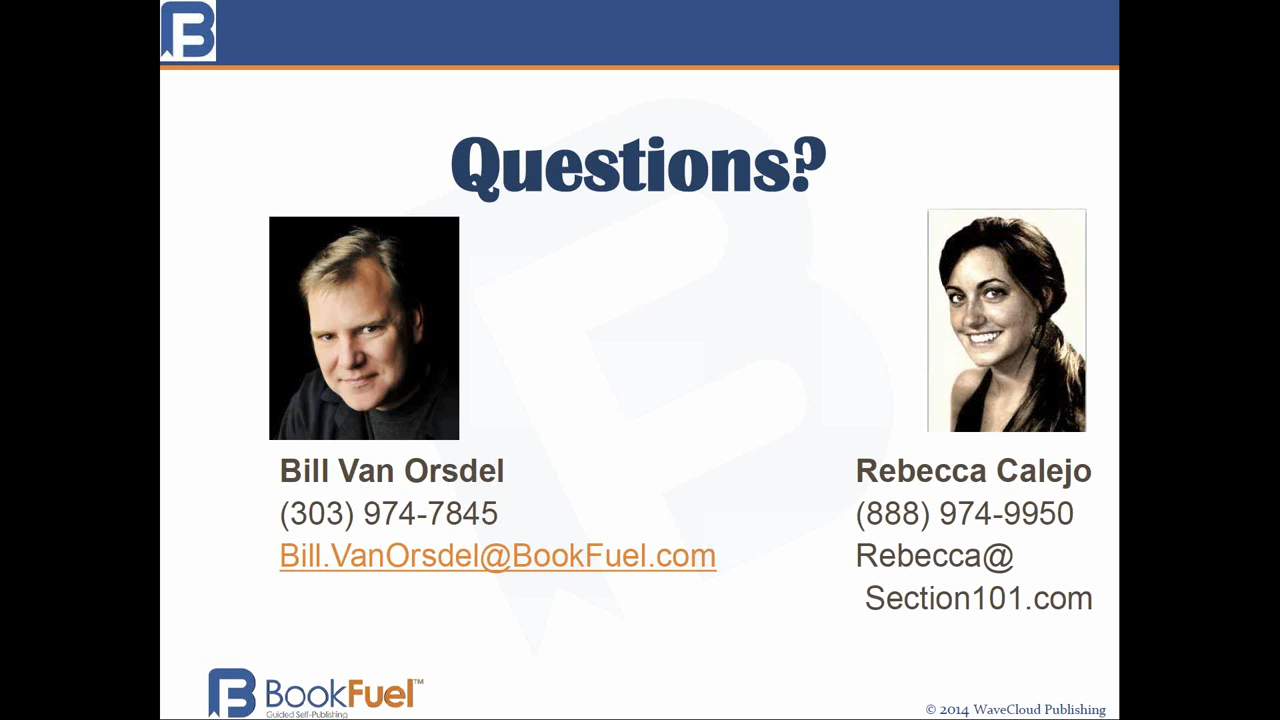 Questions?
Bill Van Orsdel
(303) 974-7845
Bill.VanOrsdel@BookFuel.com
Rebecca Calejo
(888) 974-9950
Rebecca@
Section101.com
BookFuel™
Guided Self-Publishing
© 2014 WaveCloud Publishing